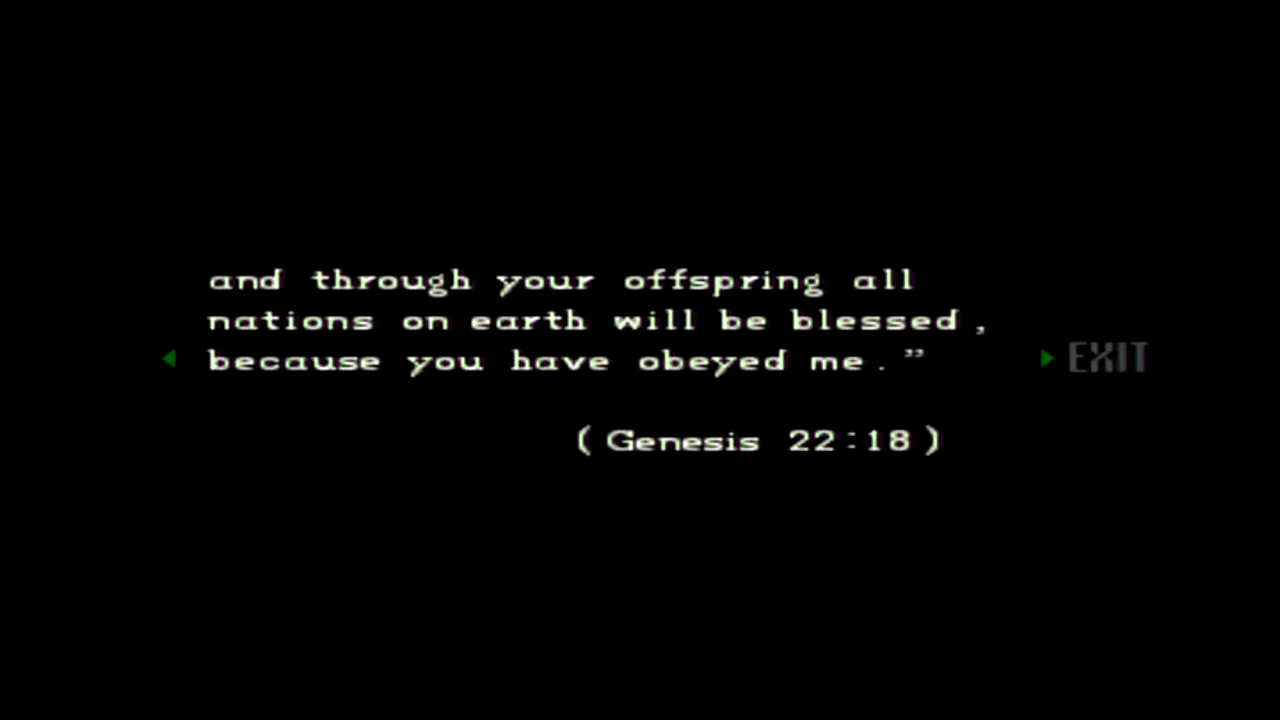 and through your offspring all
nations on earth will be blessed,
because you have obeyed me.”
EXIT
(Genesis 22:18)